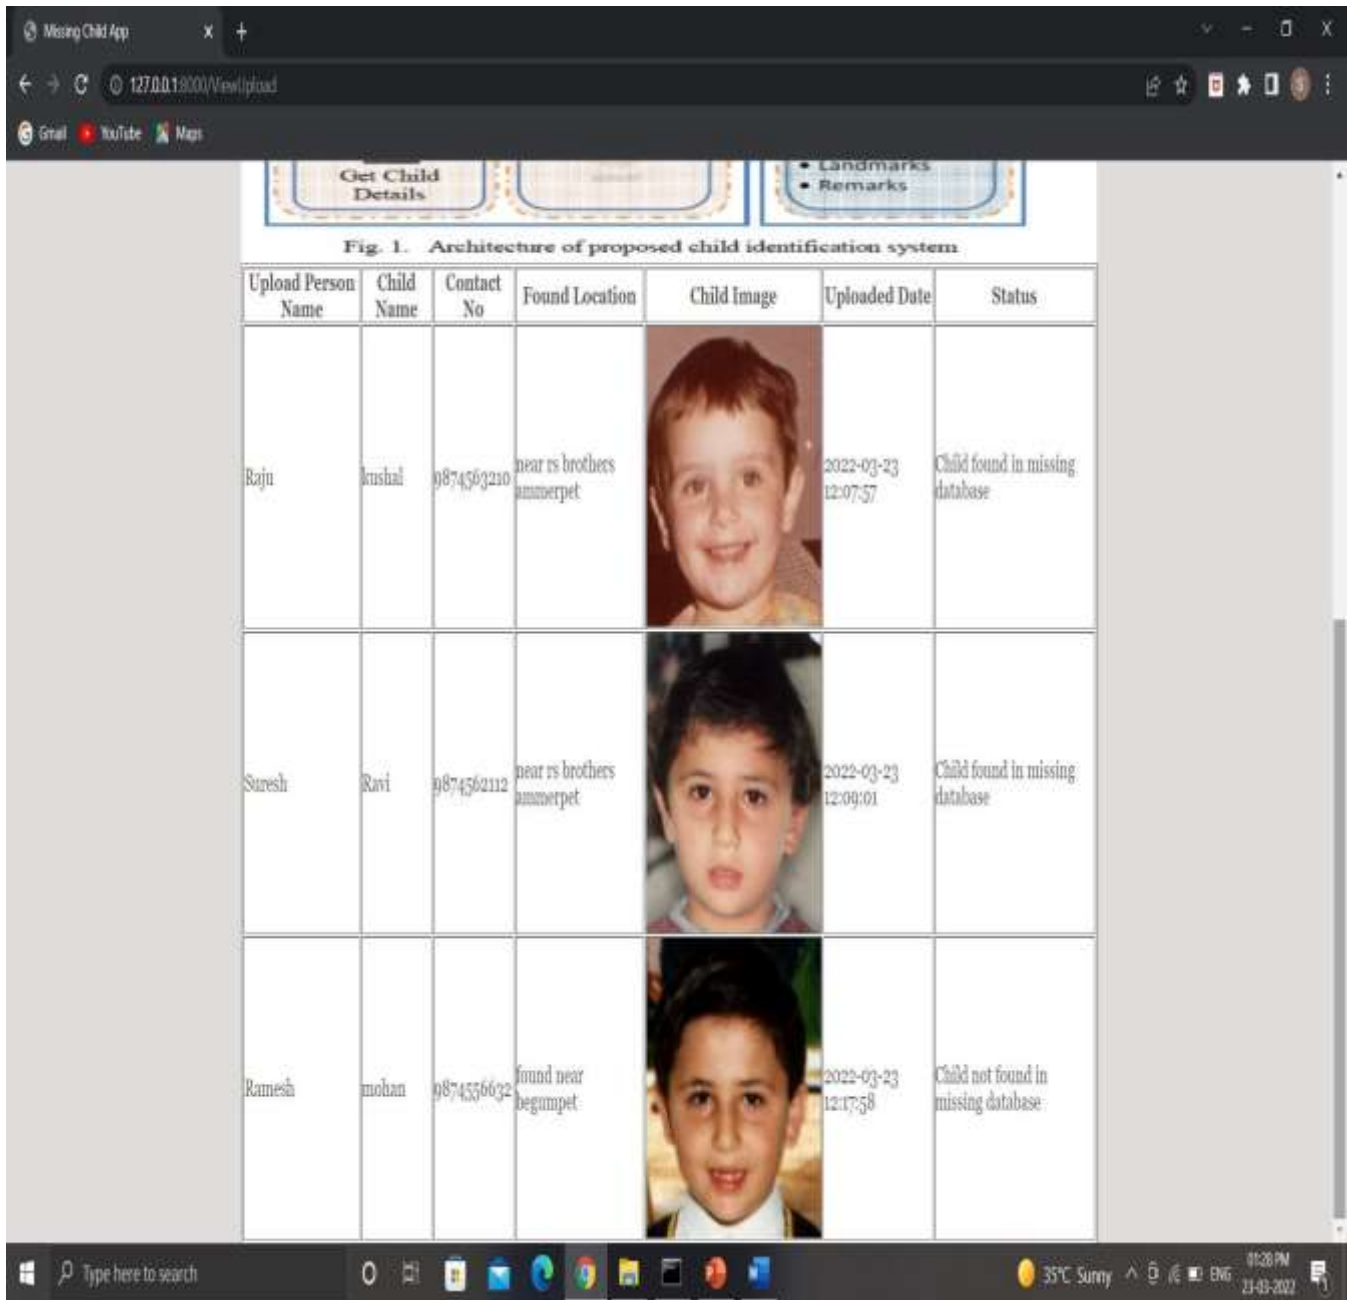 Missing Child App
127.0.0.1:8000/ViewUpload
Gmail YouTube Maps
Get Child
Details
• Landmarks
• Remarks
Fig. 1. Architecture of proposed child identification system
Upload Person Name Child Name Contact No Found Location Child Image Uploaded Date Status
Raju kushal 9874563210 near rs brothers ammerpet 2022-03-23 12:07:57 Child found in missing database
Suresh Ravi 9874562112 near rs brothers ammerpet 2022-03-23 12:09:01 Child found in missing database
Ramesh mohan 9874556632 found near begumpet 2022-03-23 12:17:58 Child not found in missing database
Type here to search
35°C Sunny ENG
01:28 PM
23-03-2022